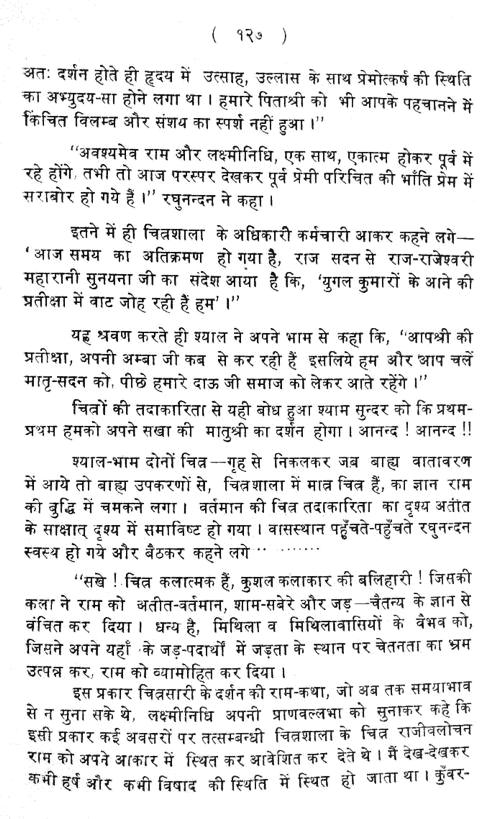 ( १२७ )
अतः दर्शन होते ही हृदय में उत्साह, उल्लास के साथ प्रेमोत्कर्ष की स्थिति
का अभ्युदय-सा होने लगा था । हमारे पिताश्री को भी आपके पहचानने में
किंचित विलम्ब और संशय का स्पर्श नहीं हुआ ।"
"अवश्यमेव राम और लक्ष्मीनिधि, एक साथ, एकात्म होकर पूर्व में
रहे होंगे, तभी तो आज परस्पर देखकर पूर्व प्रेमी परिचित की भाँति प्रेम में
सराबोर हो गये हैं ।" रघुनन्दन ने कहा ।
इतने में ही चित्रशाला के अधिकारी कर्मचारी आकर कहने लगे—
'आज समय का अतिक्रमण हो गया है, राज सदन से राज-राजेश्वरी
महारानी सुनयना जी का संदेश आया है कि, 'युगल कुमारों के आने की
प्रतीक्षा में वाट जोह रही हैं हम' ।"
यह श्रवण करते ही श्याल ने अपने भाम से कहा कि, "आपश्री की
प्रतीक्षा, अपनी अम्बा जी कब से कर रही हैं इसलिये हम और आप चलें
मातृ-सदन को, पीछे हमारे दाऊ जी समाज को लेकर आते रहेंगे ।"
चित्रों की तदाकारिता से यही बोध हुआ श्याम सुन्दर को कि प्रथम-
प्रथम हमको अपने सखा की मातुश्री का दर्शन होगा । आनन्द ! आनन्द !!
श्याल-भाम दोनों चित्र—गृह से निकलकर जब बाह्य वातावरण
में आये तो बाह्य उपकरणों से, चित्रशाला में मात्र चित्र हैं, का ज्ञान राम
की बुद्धि में चमकने लगा । वर्तमान की चित्र तदाकारिता का दृश्य अतीत
के साक्षात् दृश्य में समाविष्ट हो गया । वासस्थान पहुँचते-पहुँचते रघुनन्दन
स्वस्थ हो गये और बैठकर कहने लगे ··········
"सखे ! चित्र कलात्मक हैं, कुशल कलाकार की बलिहारी ! जिसकी
कला ने राम को अतीत-वर्तमान, शाम-सबेरे और जड़—चैतन्य के ज्ञान से
वंचित कर दिया । धन्य है, मिथिला व मिथिलावासियों के वैभव को,
जिसने अपने यहाँ के जड़-पदार्थों में जड़ता के स्थान पर चेतनता का भ्रम
उत्पन्न कर, राम को व्यामोहित कर दिया ।
इस प्रकार चित्रसारी के दर्शन की राम-कथा, जो अब तक समयाभाव
से न सुना सके थे, लक्ष्मीनिधि अपनी प्राणवल्लभा को सुनाकर कहे कि
इसी प्रकार कई अवसरों पर तत्सम्बन्धी चित्रशाला के चित्र राजीवलोचन
राम को अपने आकार में स्थित कर आवेशित कर देते थे । मैं देख-देखकर
कभी हर्ष और कभी विषाद की स्थिति में स्थित हो जाता था । कुँवर-